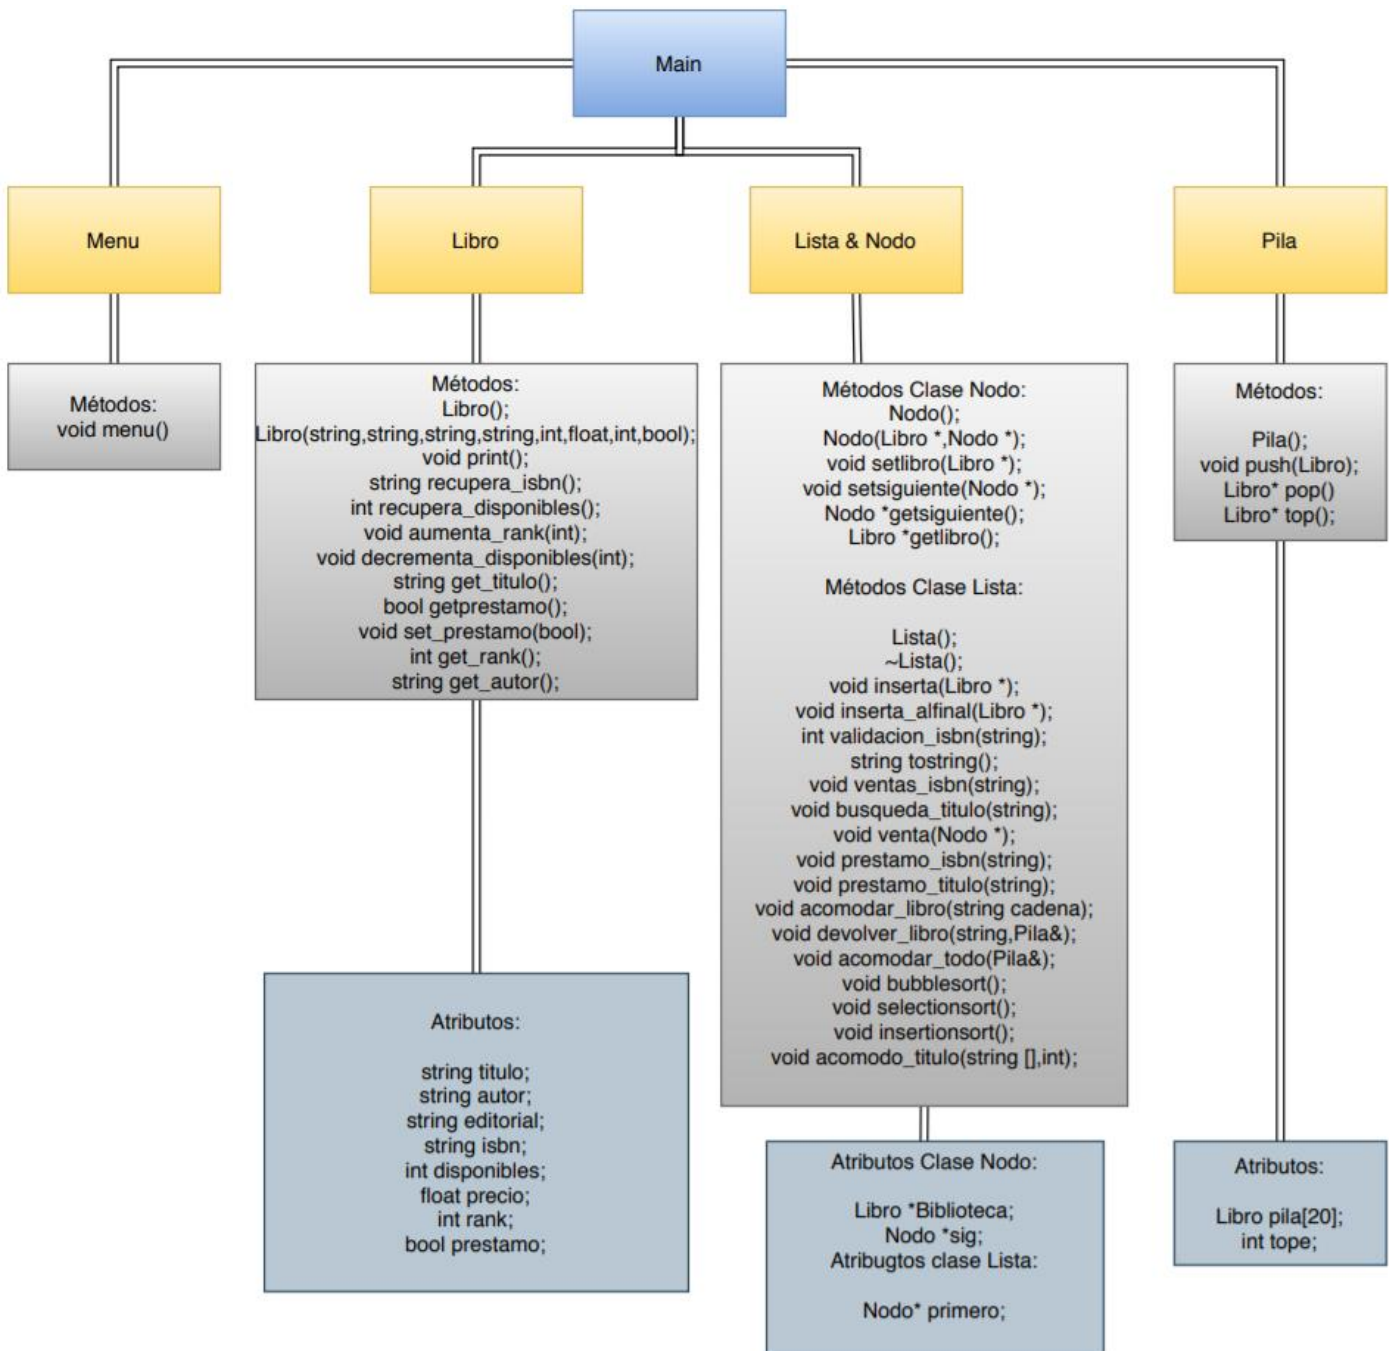 Main
Menu
Libro
Lista & Nodo
Pila
Métodos:
void menu()
Métodos:
Libro();
Libro(string,string,string,string,int,float,int,bool);
void print();
string recupera_isbn();
int recupera_disponibles();
void aumenta_rank(int);
void decrementa_disponibles(int);
string get_titulo();
bool getprestamo();
void set_prestamo(bool);
int get_rank();
string get_autor();
Atributos:
string titulo;
string autor;
string editorial;
string isbn;
int disponibles;
float precio;
int rank;
bool prestamo;
Métodos Clase Nodo:
Nodo();
Nodo(Libro *,Nodo *);
void setlibro(Libro *);
void setsiguiente(Nodo *);
Nodo *getsiguiente();
Libro *getlibro();
Métodos Clase Lista:
Lista();
~Lista();
void inserta(Libro *);
void inserta_alfinal(Libro *);
int validacion_isbn(string);
string tostring();
void ventas_isbn(string);
void busqueda_titulo(string);
void venta(Nodo *);
void prestamo_isbn(string);
void prestamo_titulo(string);
void acomodar_libro(string cadena);
void devolver_libro(string,Pila&);
void acomodar_todo(Pila&);
void bubblesort();
void selectionsort();
void insertionsort();
void acomodo_titulo(string [],int);
Atributos Clase Nodo:
Libro *Biblioteca;
Nodo *sig;
Atribugtos clase Lista:
Nodo* primero;
Métodos:
Pila();
void push(Libro);
Libro* pop()
Libro* top();
Atributos:
Libro pila[20];
int tope;